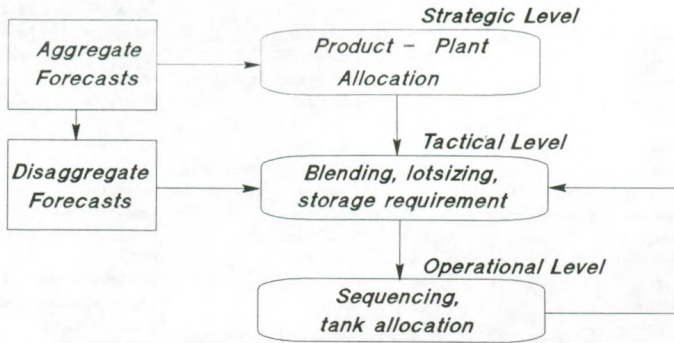 Strategic Level
Aggregate
Forecasts
Product - Plant
Allocation
Tactical Level
Disaggregate
Forecasts
Blending, lotsizing,
storage requirement
Operational Level
Sequencing,
tank allocation